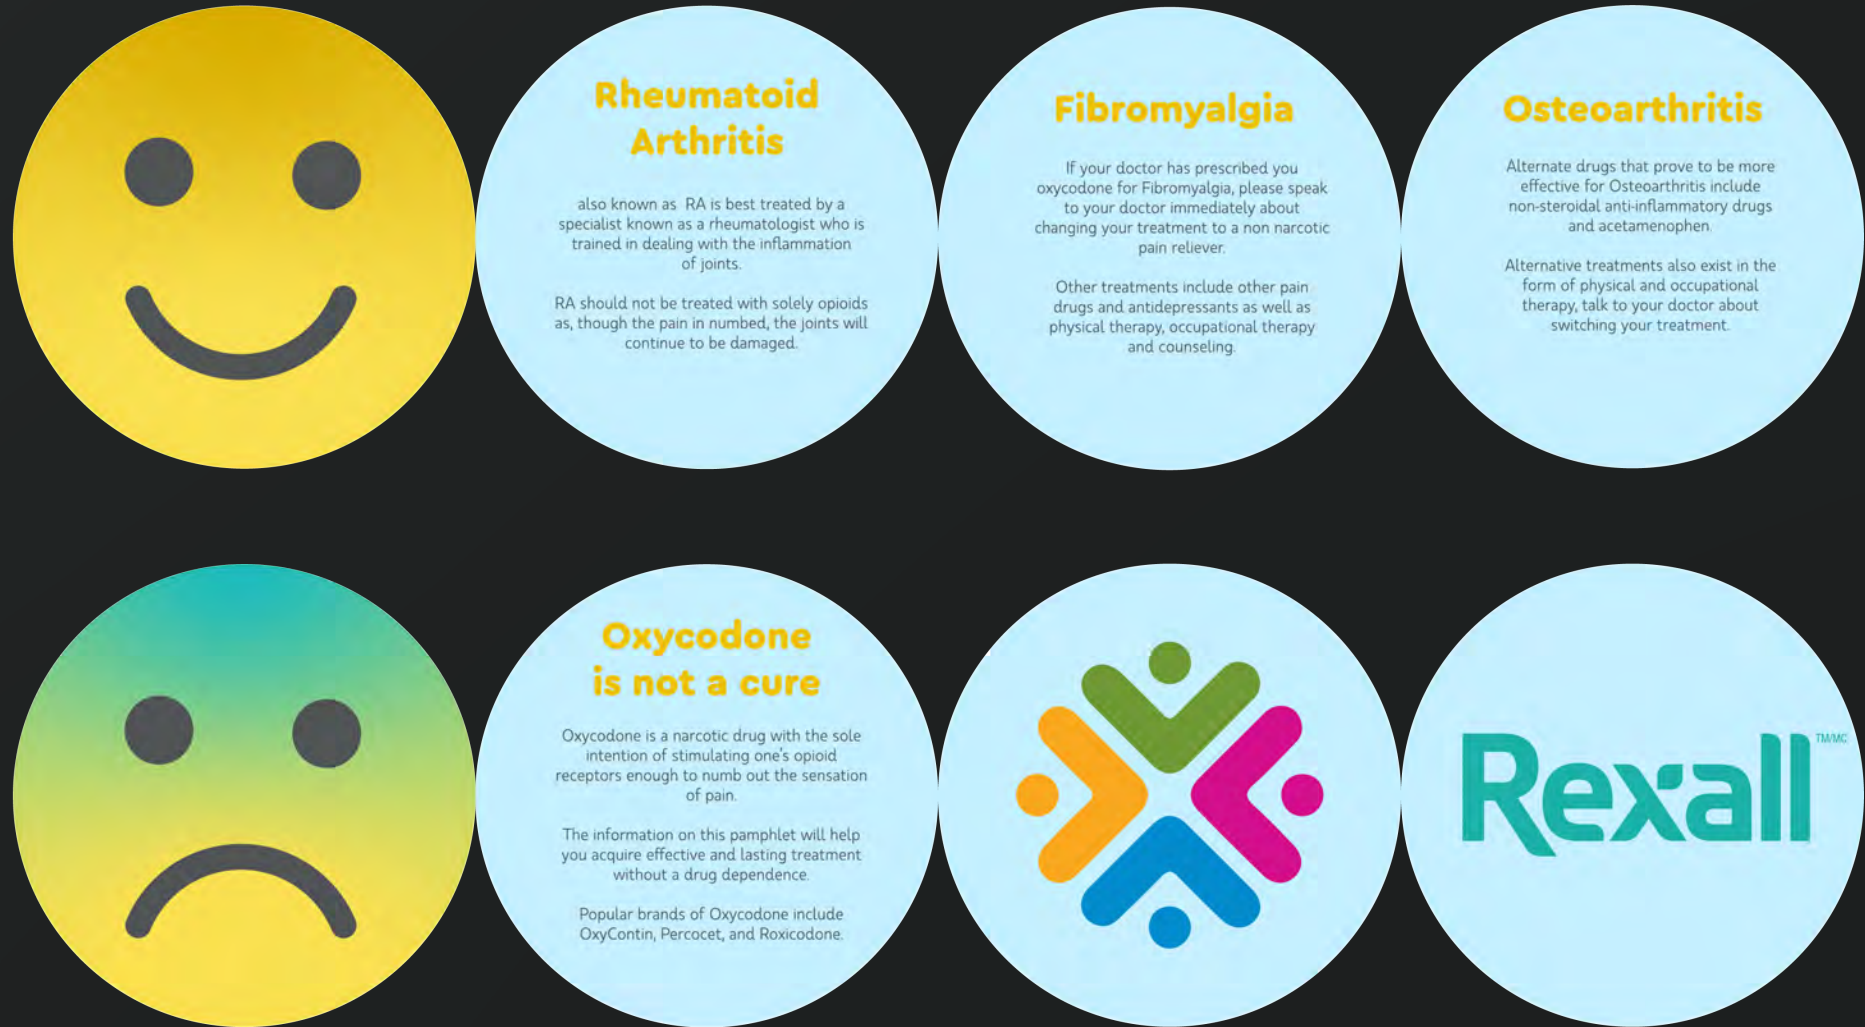 Rheumatoid
Arthritis
also known as RA is best treated by a
specialist known as a rheumatologist who is
trained in dealing with the inflammation
of joints.
RA should not be treated with solely opioids
as, though the pain in numbed, the joints will
continue to be damaged.
Fibromyalgia
If your doctor has prescribed you
oxycodone for Fibromyalgia, please speak
to your doctor immediately about
changing your treatment to a non narcotic
pain reliever.
Other treatments include other pain
drugs and antidepressants as well as
physical therapy, occupational therapy
and counseling.
Osteoarthritis
Alternate drugs that prove to be more
effective for Osteoarthritis include
non-steroidal anti-inflammatory drugs
and acetamenophen.
Alternative treatments also exist in the
form of physical and occupational
therapy, talk to your doctor about
switching your treatment.
Oxycodone
is not a cure
Oxycodone is a narcotic drug with the sole
intention of stimulating one's opioid
receptors enough to numb out the sensation
of pain.
The information on this pamphlet will help
you acquire effective and lasting treatment
without a drug dependence.
Popular brands of Oxycodone include
OxyContin, Percocet, and Roxicodone.
Rexall TM/MC